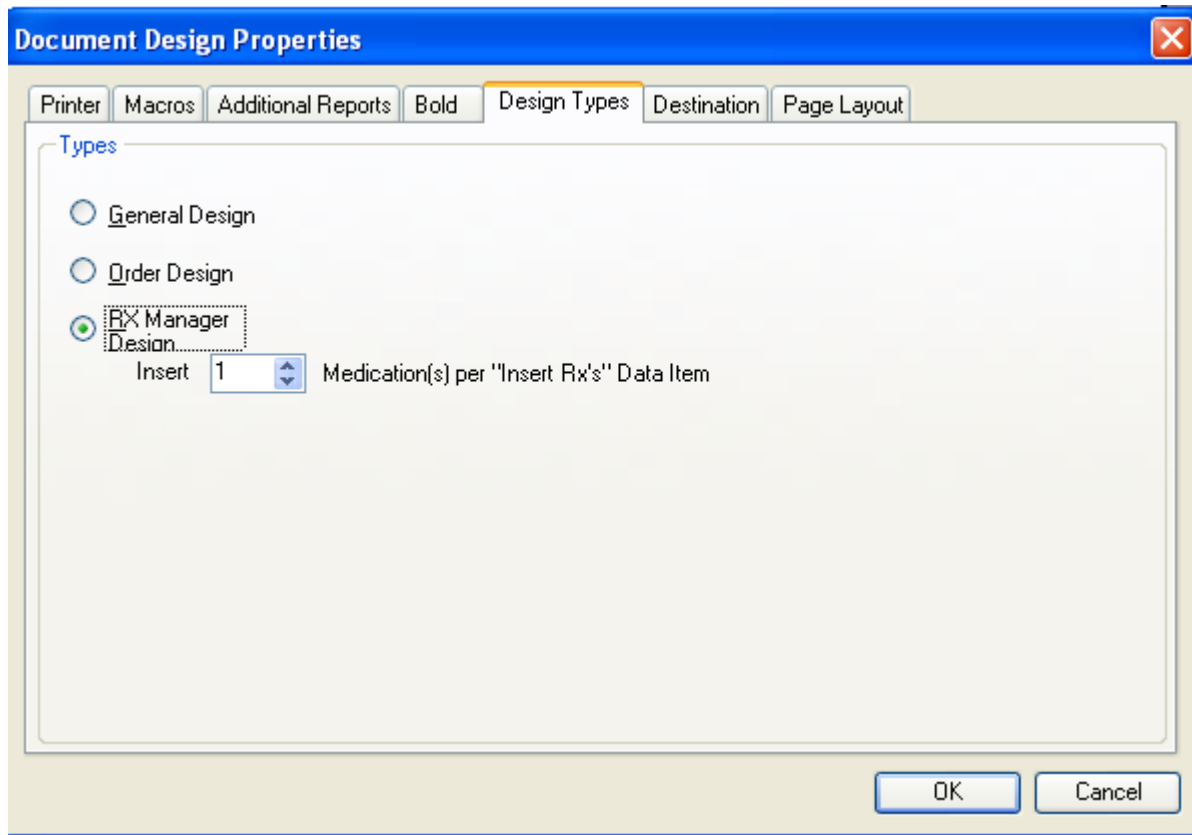 Document Design Properties
Printer Macros Additional Reports Bold Design Types Destination Page Layout
Types
General Design
Order Design
RX Manager
Design
Insert 1 Medication(s) per "Insert Rx's" Data Item
OK Cancel